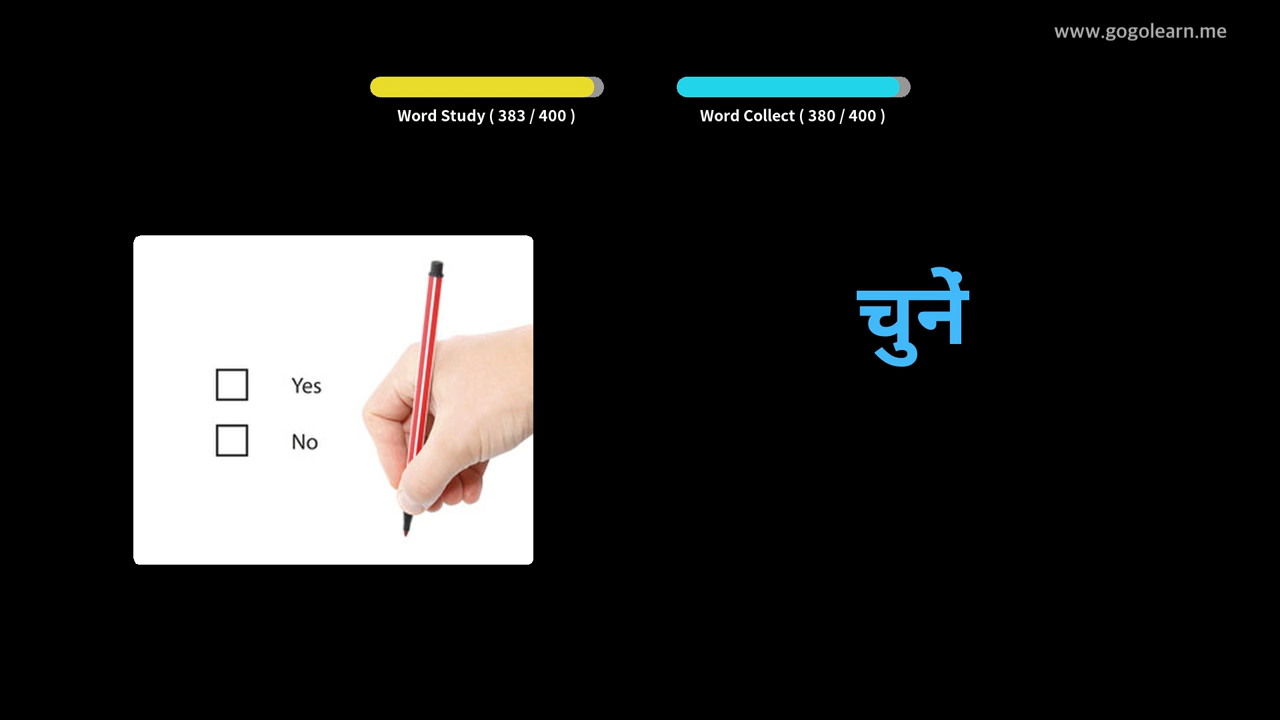 www.gogolearn.me
Word Study ( 383 / 400 )
Word Collect ( 380 / 400 )
चुनें
Yes
No